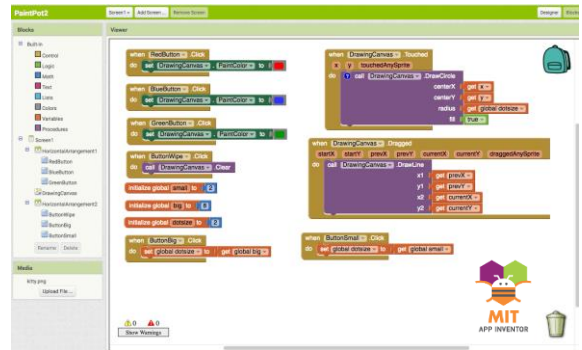 PaintPot2
Screen1 Add Screen ... Remove Screen
Designer Blocks
Blocks
Viewer
Built-in
Control
Logic
Math
Text
Lists
Colors
Variables
Procedures
Screen1
HorizontalArrangement1
RedButton
BlueButton
GreenButton
DrawingCanvas
HorizontalArrangement2
ButtonWipe
ButtonBig
ButtonSmall
Rename Delete
Media
kitty.png
Upload File ...
when RedButton .Click
do set DrawingCanvas . PaintColor to
when BlueButton .Click
do set DrawingCanvas . PaintColor to
when GreenButton .Click
do set DrawingCanvas . PaintColor to
when ButtonWipe .Click
do call DrawingCanvas .Clear
initialize global small to 2
initialize global big to 8
initialize global dotsize to 2
when ButtonBig .Click
do set global dotsize to get global big
when DrawingCanvas .Touched
x y touchedAnySprite
do call DrawingCanvas .DrawCircle
centerX get x
centerY get y
radius get global dotsize
fill true
when DrawingCanvas .Dragged
startX startY prevX prevY currentX currentY draggedAnySprite
do call DrawingCanvas .DrawLine
x1 get prevX
y1 get prevY
x2 get currentX
y2 get currentY
when ButtonSmall .Click
do set global dotsize to get global small
0 0
Show Warnings
MIT
APP INVENTOR